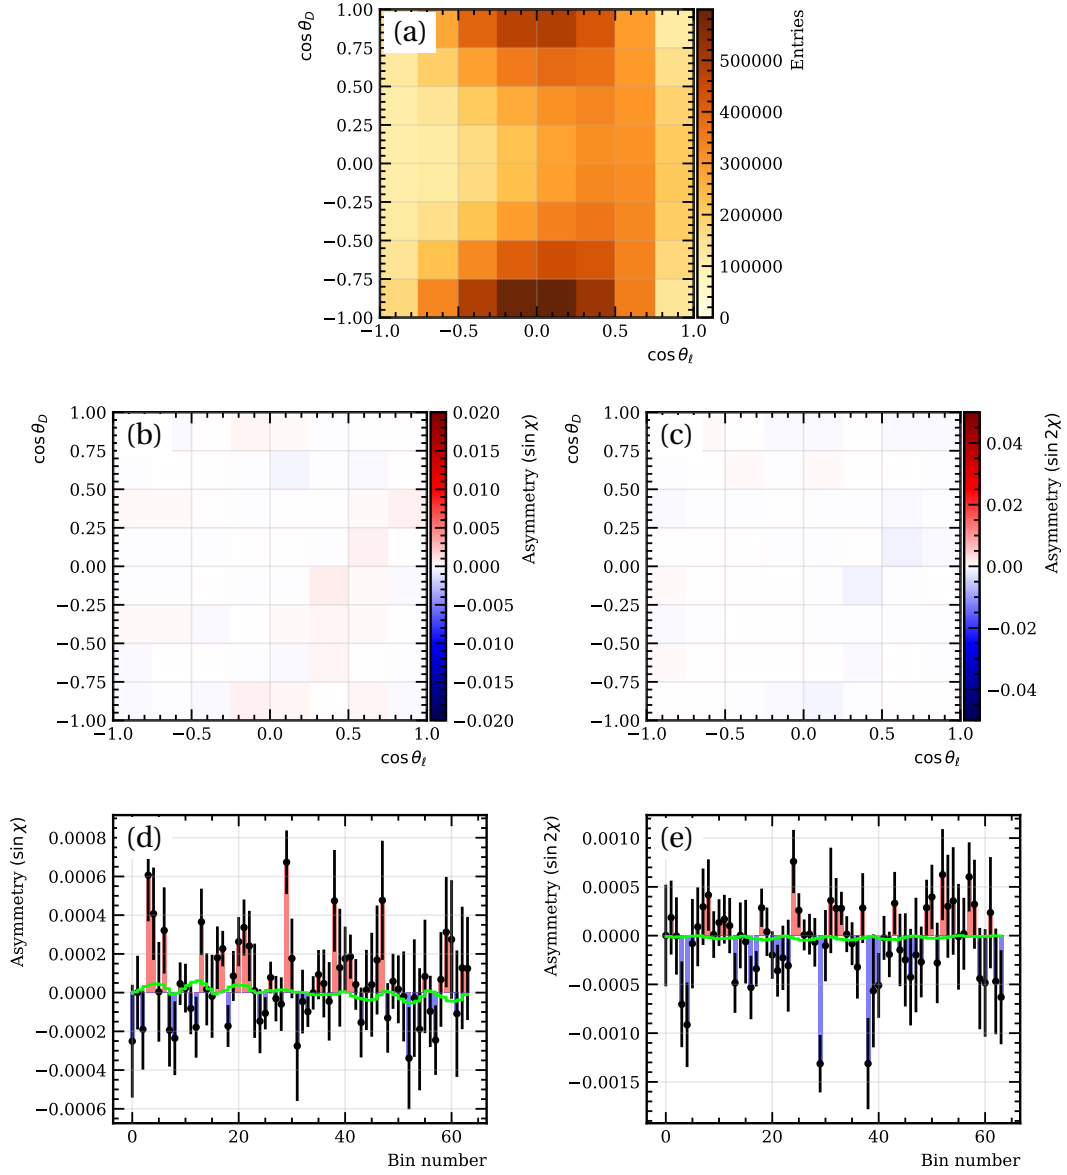 (a)
cos θ_D
1.00
0.75
0.50
0.25
0.00
−0.25
−0.50
−0.75
−1.00
−1.0 −0.5 0.0 0.5 1.0
cos θ_ℓ
500000
400000
300000
200000
100000
0
Entries
(b)
cos θ_D
1.00
0.75
0.50
0.25
0.00
−0.25
−0.50
−0.75
−1.00
−1.0 −0.5 0.0 0.5 1.0
cos θ_ℓ
0.020
0.015
0.010
0.005
0.000
−0.005
−0.010
−0.015
−0.020
Asymmetry (sin χ)
(c)
cos θ_D
1.00
0.75
0.50
0.25
0.00
−0.25
−0.50
−0.75
−1.00
−1.0 −0.5 0.0 0.5 1.0
cos θ_ℓ
0.04
0.02
0.00
−0.02
−0.04
Asymmetry (sin 2χ)
(d)
Asymmetry (sin χ)
0.0008
0.0006
0.0004
0.0002
0.0000
−0.0002
−0.0004
−0.0006
0 20 40 60
Bin number
(e)
Asymmetry (sin 2χ)
0.0010
0.0005
0.0000
−0.0005
−0.0010
−0.0015
0 20 40 60
Bin number